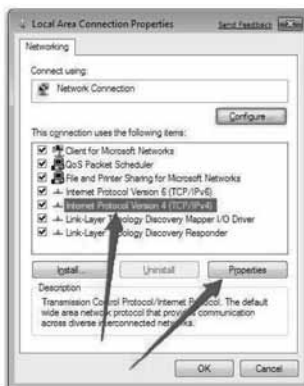 Local Area Connection Properties
Send Feedback
Networking
Connect using:
Network Connection
Configure...
This connection uses the following items:
Client for Microsoft Networks
QoS Packet Scheduler
File and Printer Sharing for Microsoft Networks
Internet Protocol Version 6 (TCP/IPv6)
Internet Protocol Version 4 (TCP/IPv4)
Link-Layer Topology Discovery Mapper I/O Driver
Link-Layer Topology Discovery Responder
Install...
Uninstall
Properties
Description
Transmission Control Protocol/Internet Protocol. The default
wide area network protocol that provides communication
across diverse interconnected networks.
OK
Cancel